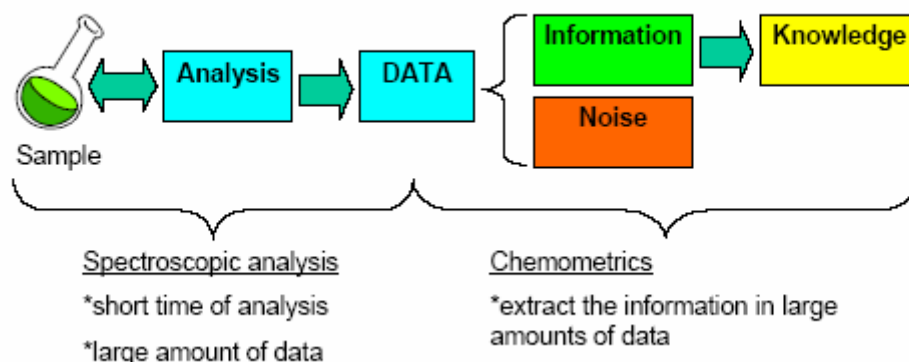 Sample
Analysis
DATA
Information
Noise
Knowledge
Spectroscopic analysis
*short time of analysis
*large amount of data
Chemometrics
*extract the information in large
amounts of data